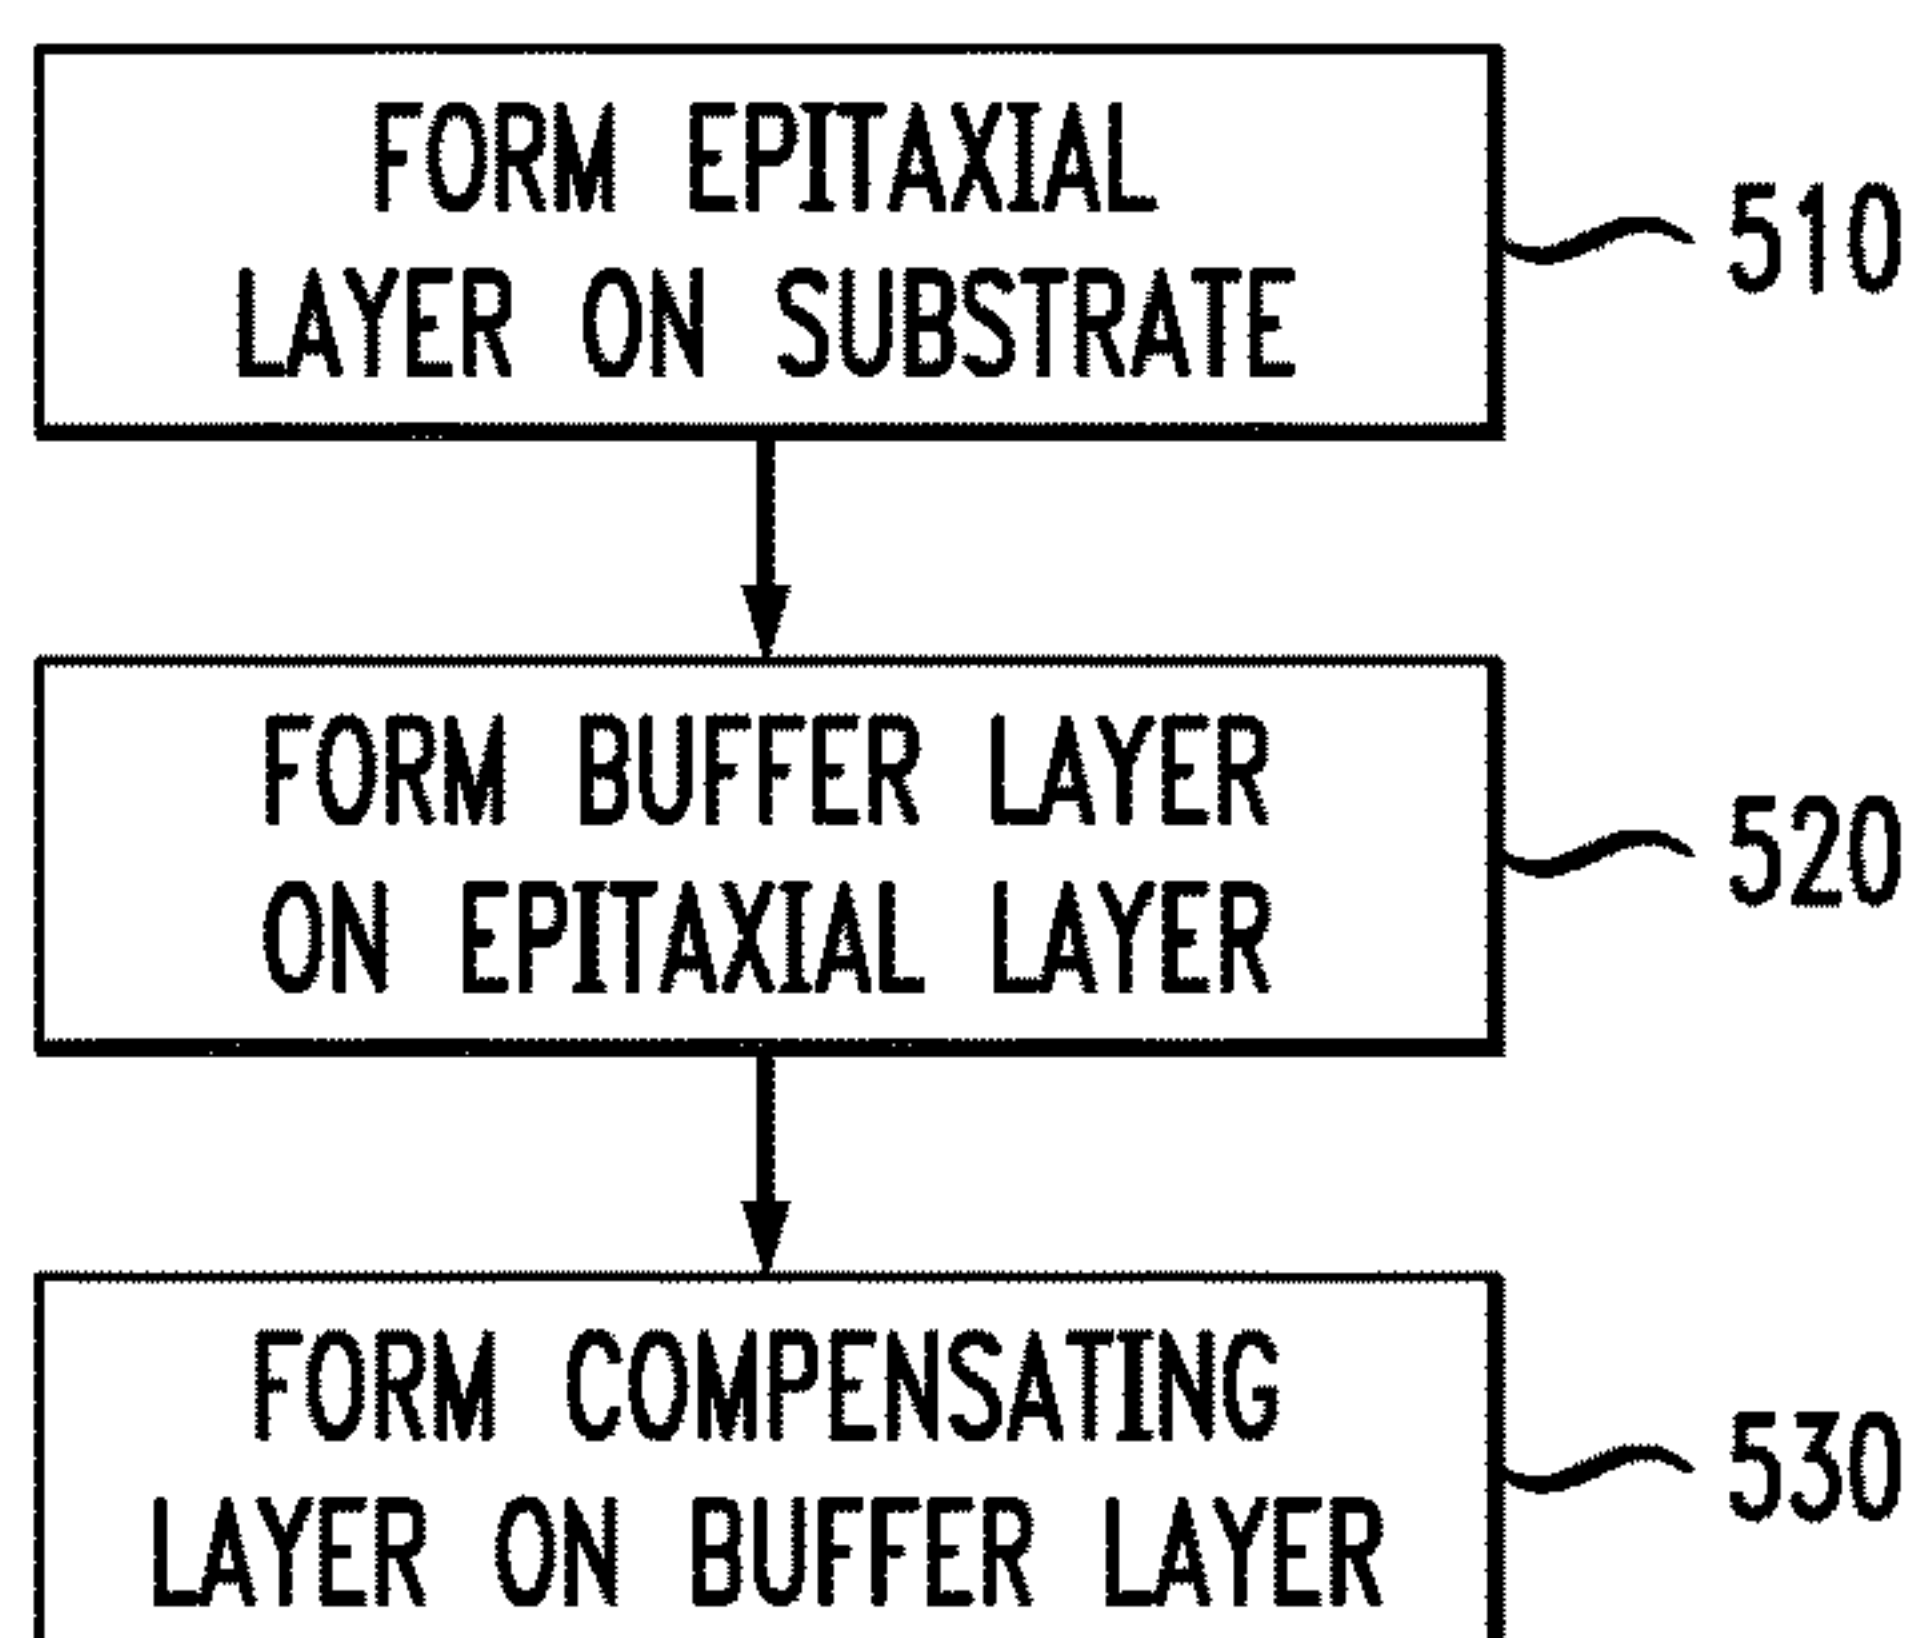 FORM EPITAXIAL
LAYER ON SUBSTRATE
510
FORM BUFFER LAYER
ON EPITAXIAL LAYER
520
FORM COMPENSATING
LAYER ON BUFFER LAYER
530